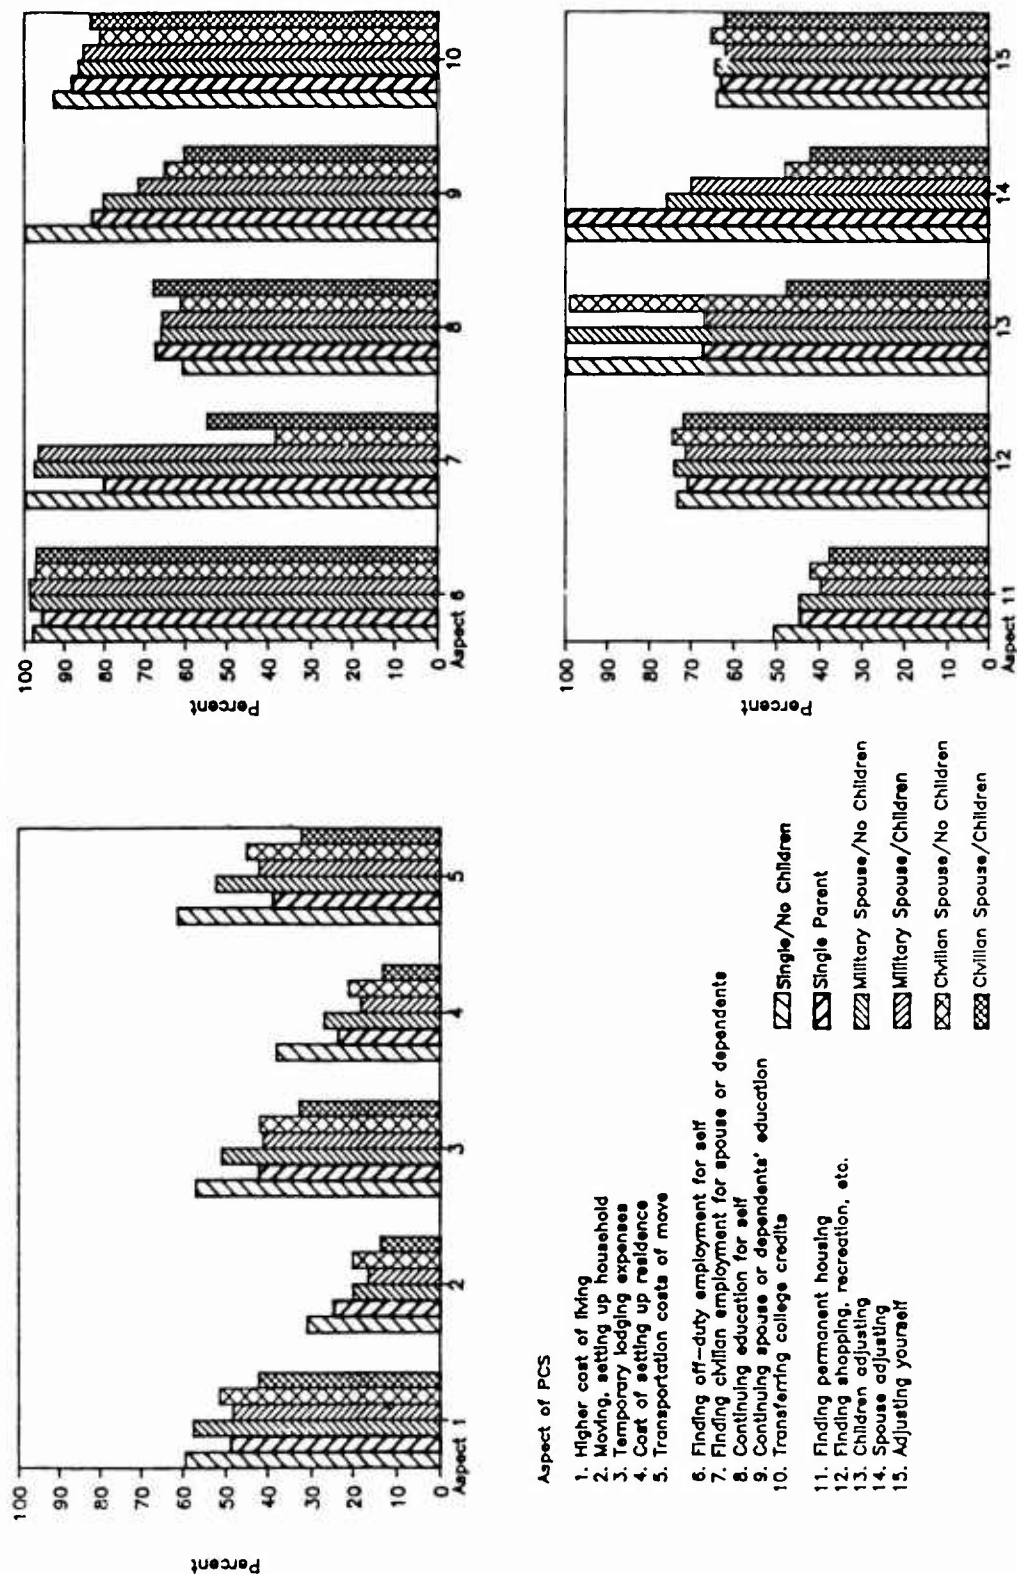 Percent
100
90
80
70
60
50
40
30
20
10
0
Aspect 1
2
3
4
5
Percent
100
90
80
70
60
50
40
30
20
10
0
Aspect 6
7
8
9
10
Aspect of PCS
1. Higher cost of living
2. Moving, setting up household
3. Temporary lodging expenses
4. Cost of setting up residence
5. Transportation costs of move
6. Finding off-duty employment for self
7. Finding civilian employment for spouse or dependents
8. Continuing education for self
9. Continuing spouse or dependents' education
10. Transferring college credits
11. Finding permanent housing
12. Finding shopping, recreation, etc.
13. Children adjusting
14. Spouse adjusting
15. Adjusting yourself
Single/No Children
Single Parent
Military Spouse/No Children
Military Spouse/Children
Civilian Spouse/No Children
Civilian Spouse/Children
Percent
100
90
80
70
60
50
40
30
20
10
0
Aspect 11
12
13
14
15